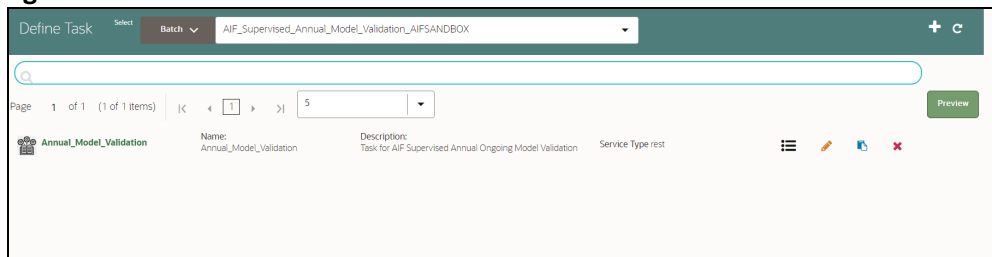 Define Task Select Batch AIF_Supervised_Annual_Model_Validation_AIFSANDBOX
Page 1 of 1 (1 of 1 items) 1 5 Preview
Annual_Model_Validation Name: Description: Service Type rest
Annual_Model_Validation Task for AIF Supervised Annual Ongoing Model Validation